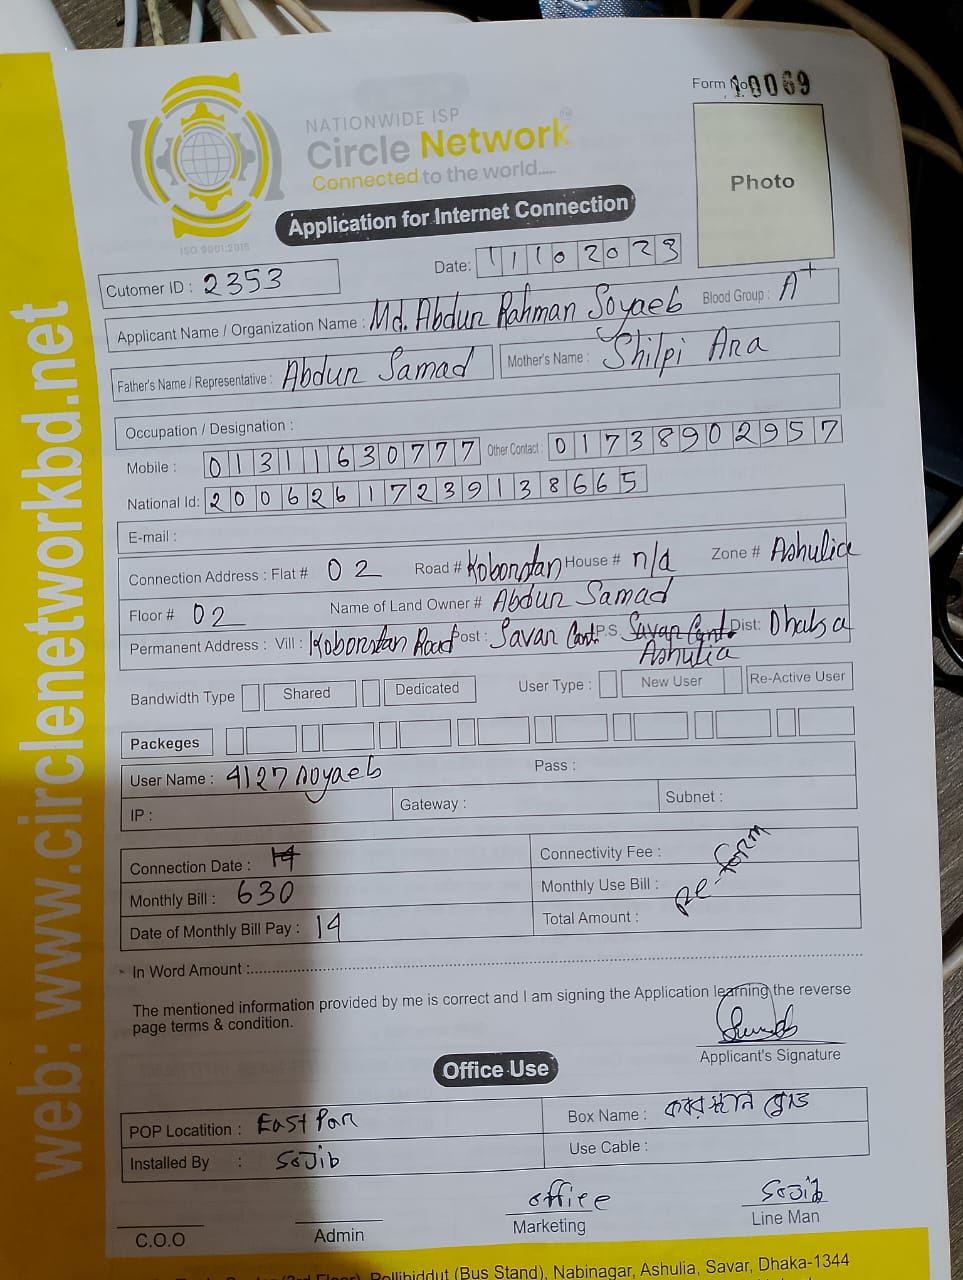 Form No 10069
NATIONWIDE ISP
Circle Network™
Connected to the world.....
ISO 9001:2015
Photo
Application for Internet Connection
Date: 11102023
Cutomer ID : 2353
Applicant Name / Organization Name : Md. Abdur Rahman Soyaeb Blood Group : A+
Father's Name / Representative : Abdur Samad Mother's Name : Shilpi Ara
Occupation / Designation :
Mobile : 01311630777 Other Contact : 01738902957
National Id: 20062617239138665
E-mail :
Connection Address : Flat # 02 Road # Koborstan House # n/a Zone # Ashulia
Floor # 02 Name of Land Owner # Abdur Samad
Permanent Address : Vill : Koborstan Road Post : Savar Cant. P.S. Savar Cant. Dist: Dhaka
Ashulia
Bandwidth Type Shared Dedicated User Type : New User Re-Active User
Packeges
User Name : 4127soyaeb Pass :
IP : Gateway : Subnet :
Connection Date : 14 Connectivity Fee :
Monthly Bill : 630 Monthly Use Bill :
Re-form
Date of Monthly Bill Pay : 14 Total Amount :
In Word Amount :
The mentioned information provided by me is correct and I am signing the Application learning the reverse
page terms & condition.
Applicant's Signature
Office Use
POP Locatition : East Par Box Name : কবরস্থান রোড
Installed By : Sojib Use Cable :
office Sojib
C.O.O Admin Marketing Line Man
Pollibiddut (Bus Stand), Nabinagar, Ashulia, Savar, Dhaka-1344
web: www.circlenetworkbd.net